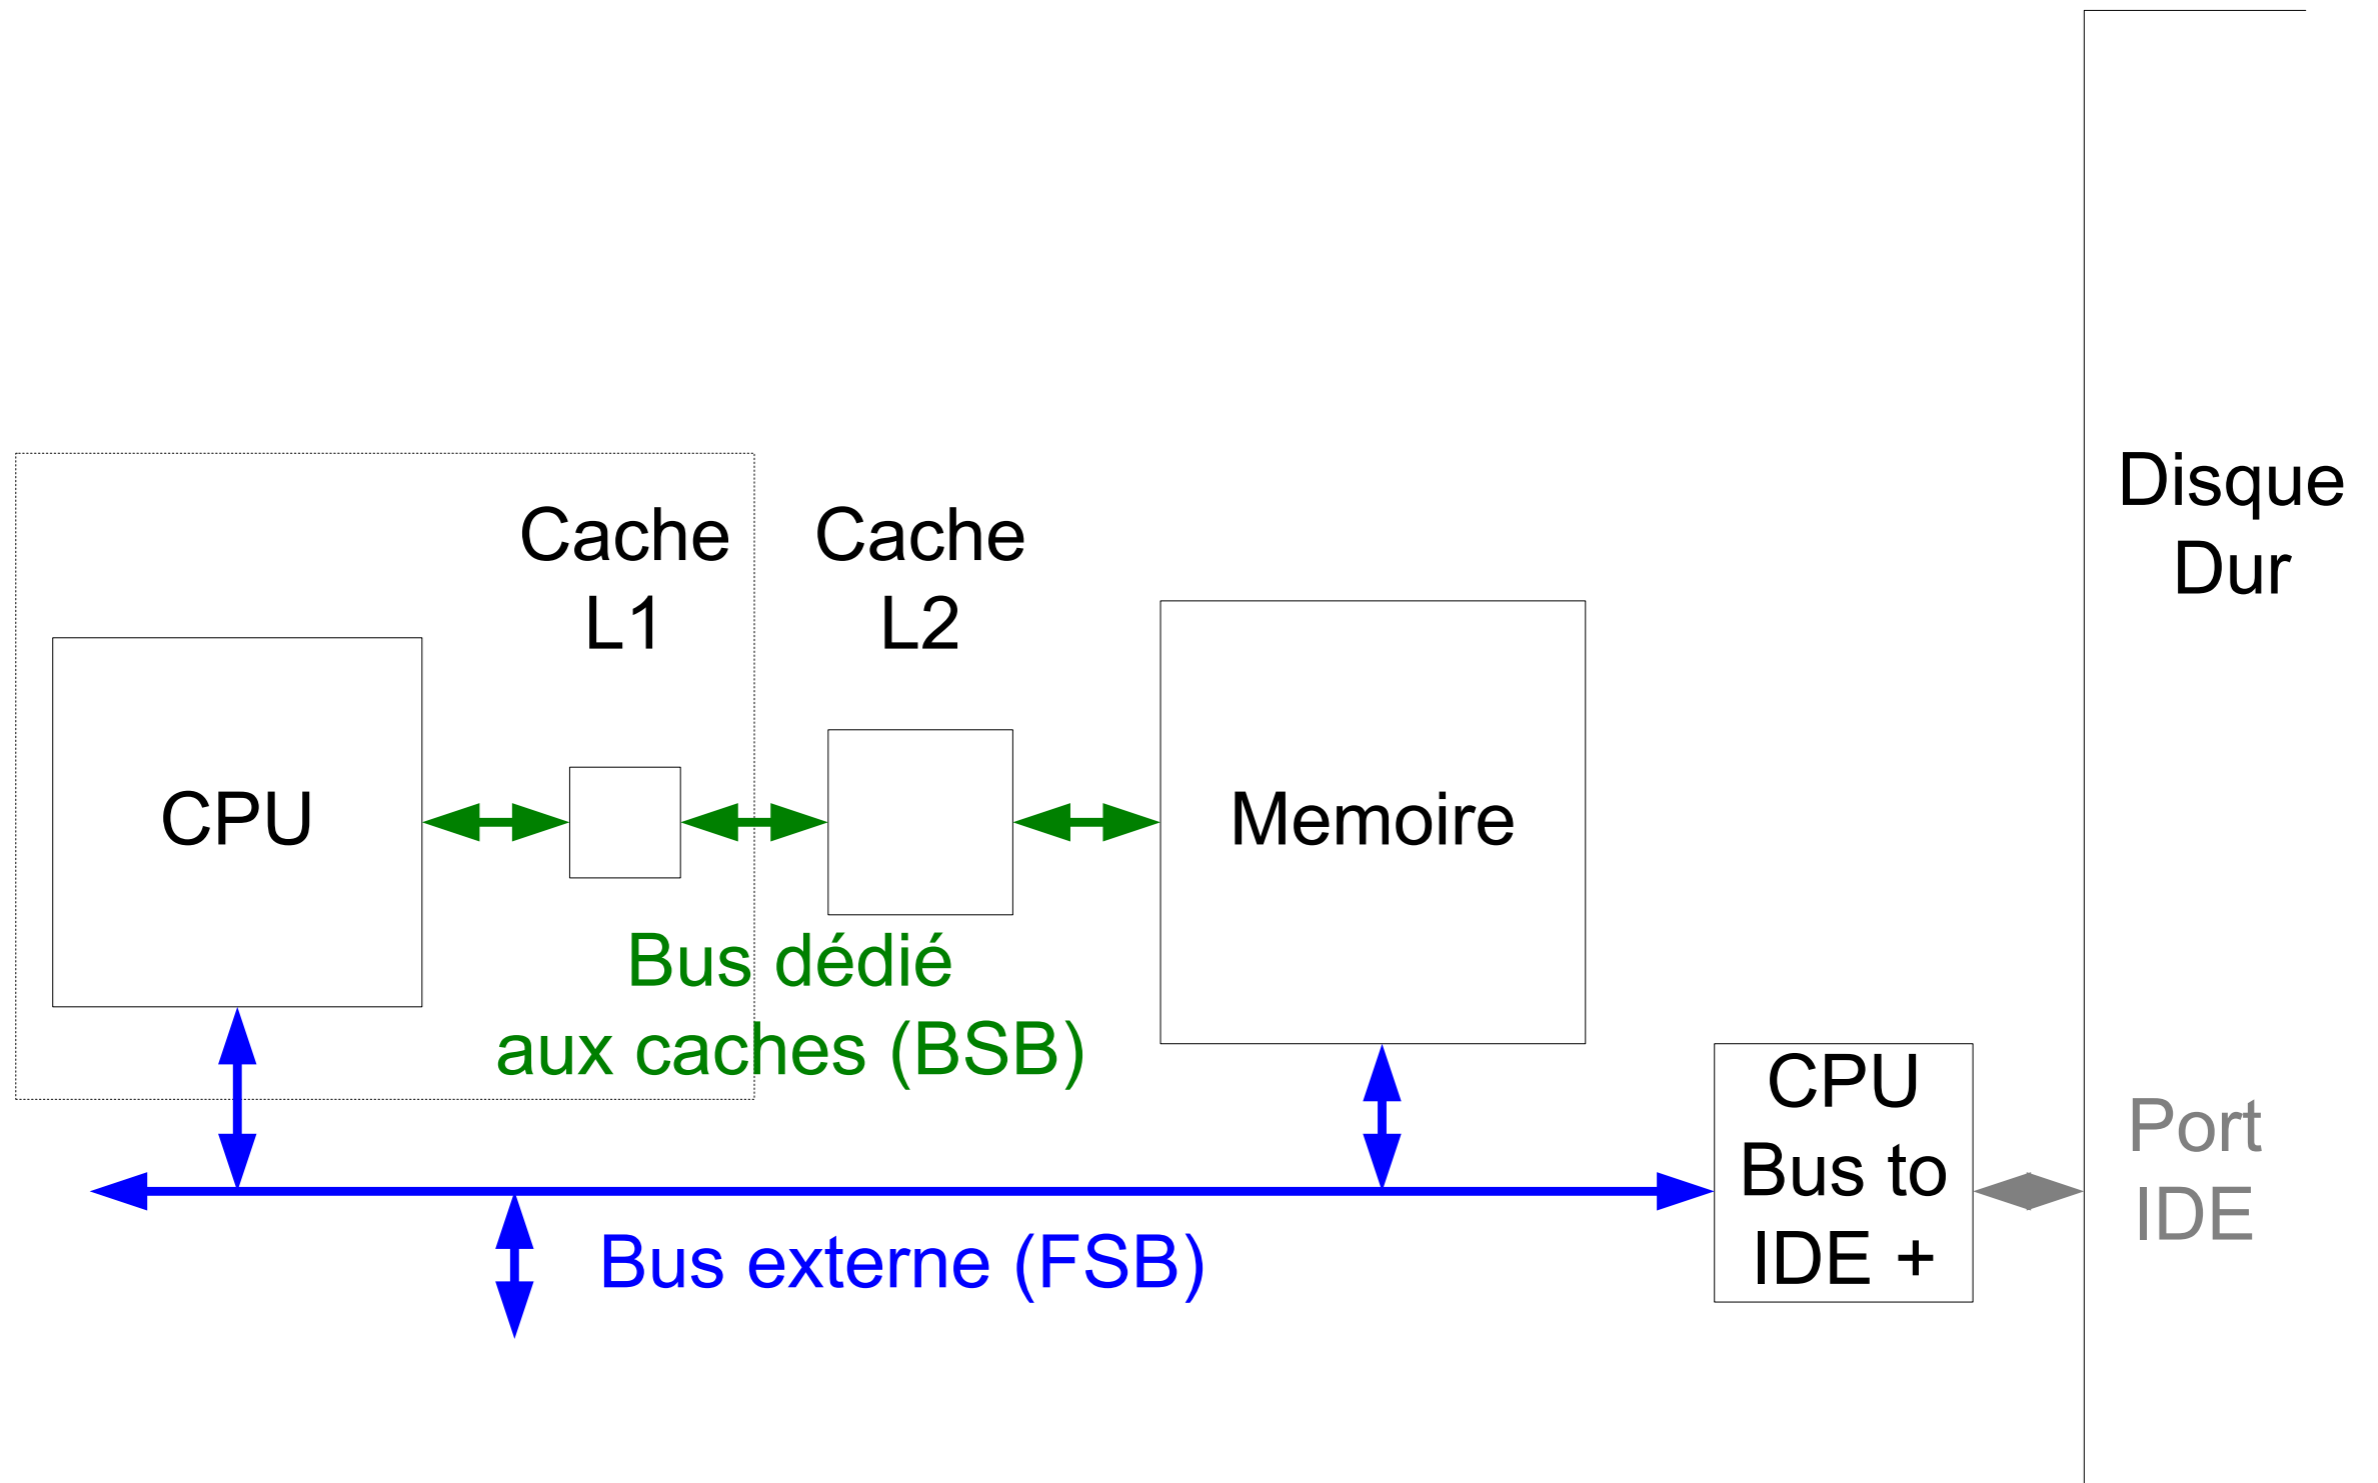 Disque
Dur
Cache
L1
Cache
L2
CPU
Memoire
Bus dédié
aux caches (BSB)
CPU
Bus to
IDE +
Port
IDE
Bus externe (FSB)